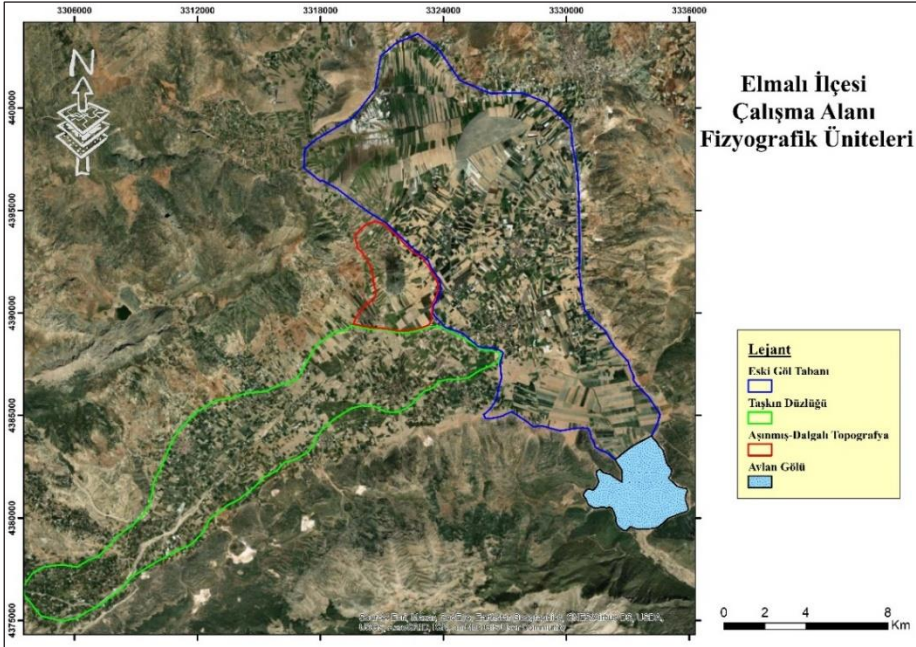 3306000 3312000 3318000 3324000 3330000 3336000
4400000
4395000
4390000
4385000
4380000
4375000
N
Elmalı İlçesi
Çalışma Alanı
Fizyografik Üniteleri
Lejant
Eski Göl Tabanı
Taşkın Düzlüğü
Aşınmış-Dalgalı Topografya
Avlan Gölü
0 2 4 8
Km